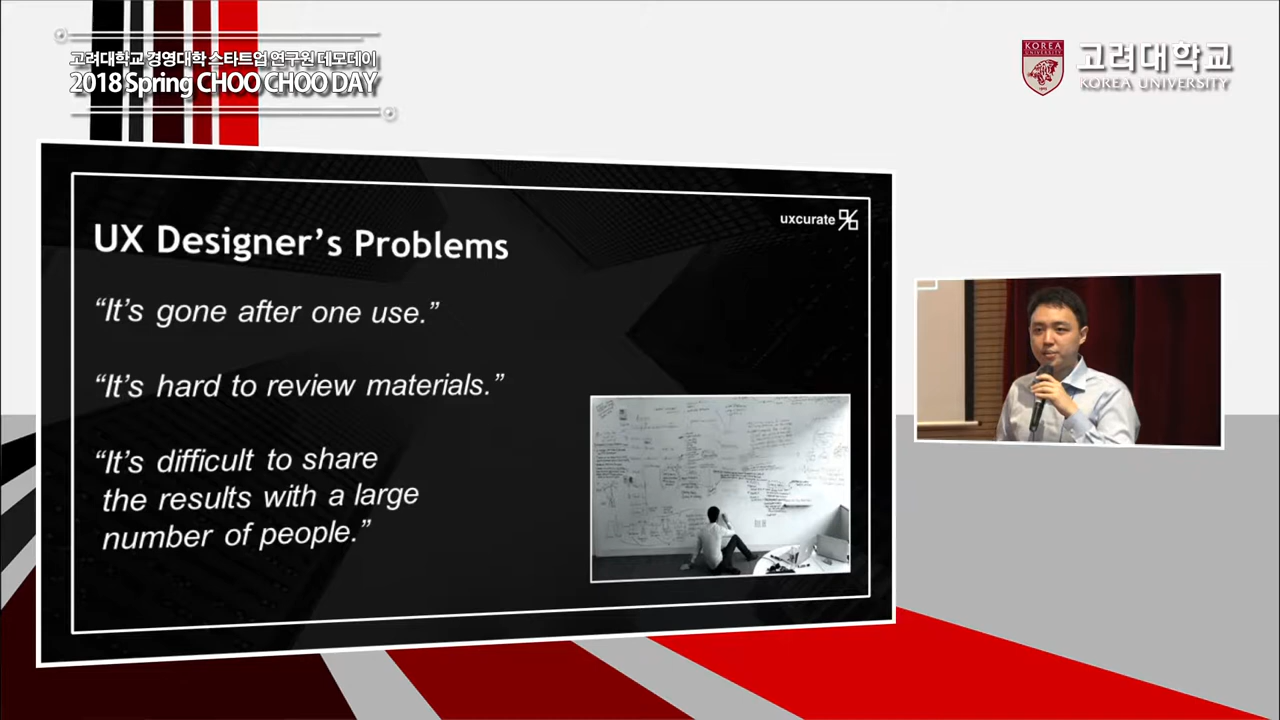 고려대학교 경영대학 스타트업 연구원 데모데이
2018 Spring CHOO CHOO DAY
KOREA
UNIVERSITY
고려대학교
KOREA UNIVERSITY
uxcurate
UX Designer’s Problems
“It’s gone after one use.”
“It’s hard to review materials.”
“It’s difficult to share
the results with a large
number of people.”